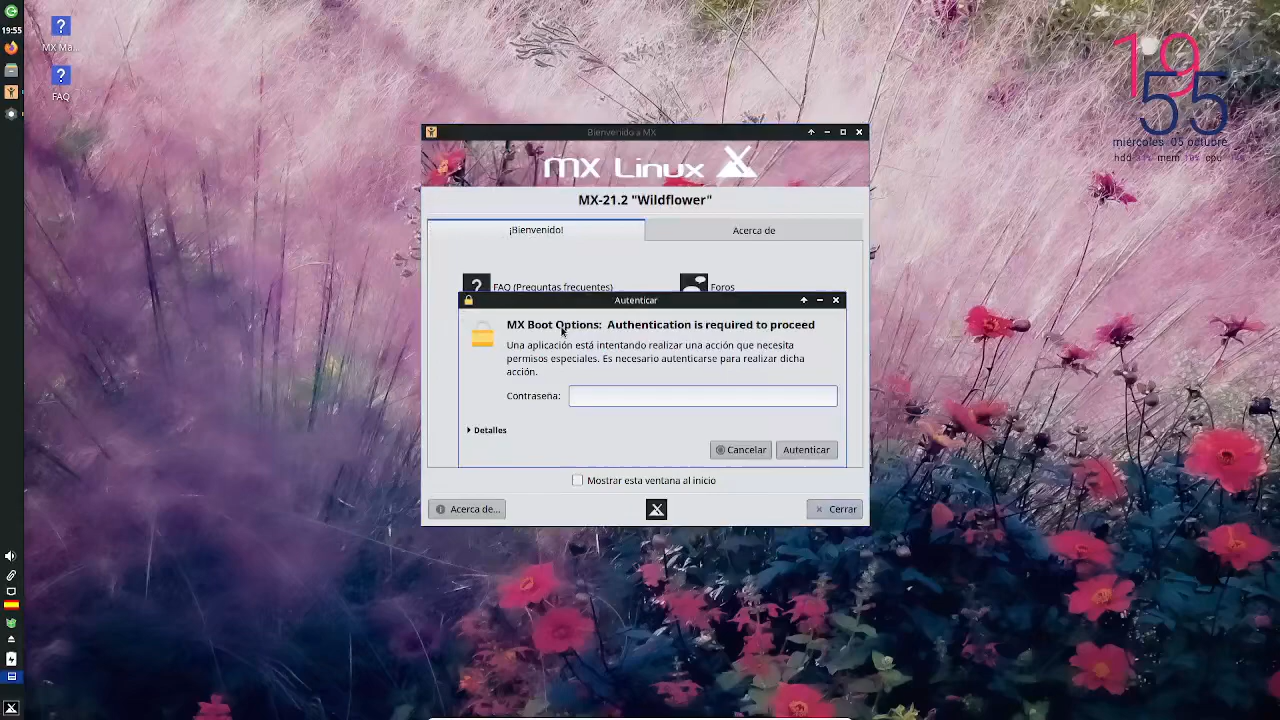 19:55
MX Ma...
FAQ
19
55
miércoles 05 octubre
hdd mem cpu
Bienvenido a MX
MX Linux
MX-21.2 "Wildflower"
¡Bienvenido!
Acerca de
FAQ (Preguntas frecuentes)
Foros
Autenticar
MX Boot Options: Authentication is required to proceed
Una aplicación está intentando realizar una acción que necesita
permisos especiales. Es necesario autenticarse para realizar dicha
acción.
Contraseña:
Detalles
Cancelar
Autenticar
Mostrar esta ventana al inicio
Acerca de...
Cerrar